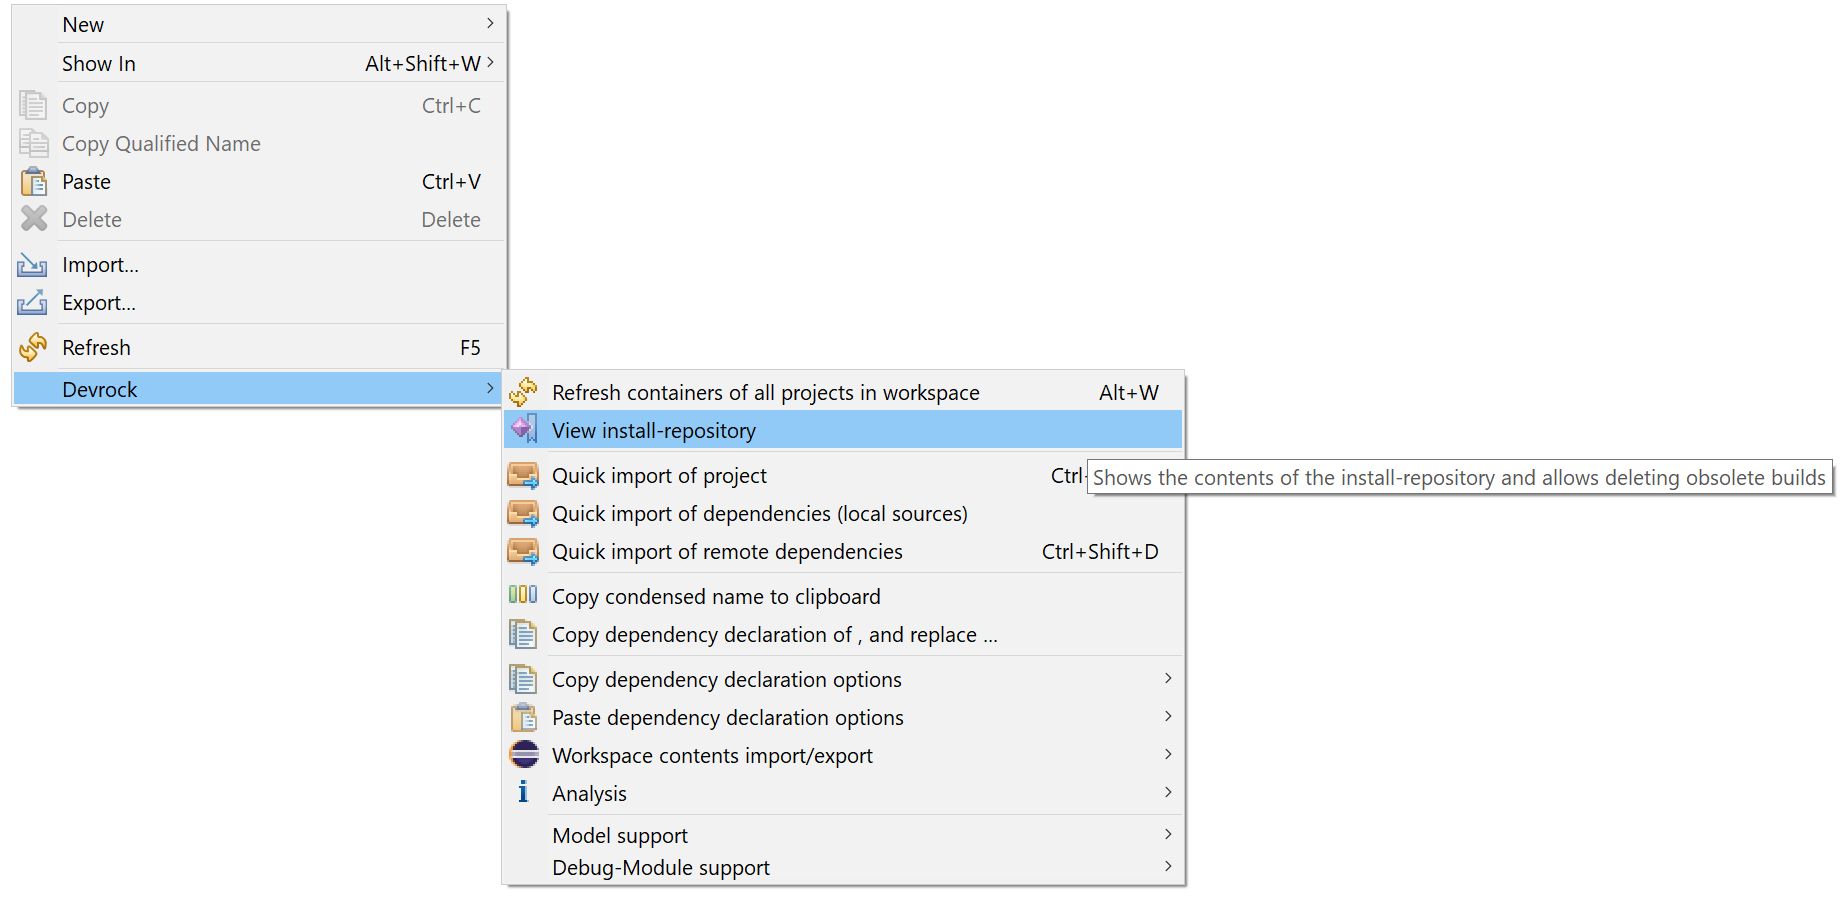 New
Show In Alt+Shift+W
Copy Ctrl+C
Copy Qualified Name
Paste Ctrl+V
Delete Delete
Import...
Export...
Refresh F5
Devrock
Refresh containers of all projects in workspace Alt+W
View install-repository
Quick import of project Ctrl-
Shows the contents of the install-repository and allows deleting obsolete builds
Quick import of dependencies (local sources)
Quick import of remote dependencies Ctrl+Shift+D
Copy condensed name to clipboard
Copy dependency declaration of , and replace ...
Copy dependency declaration options
Paste dependency declaration options
Workspace contents import/export
Analysis
Model support
Debug-Module support